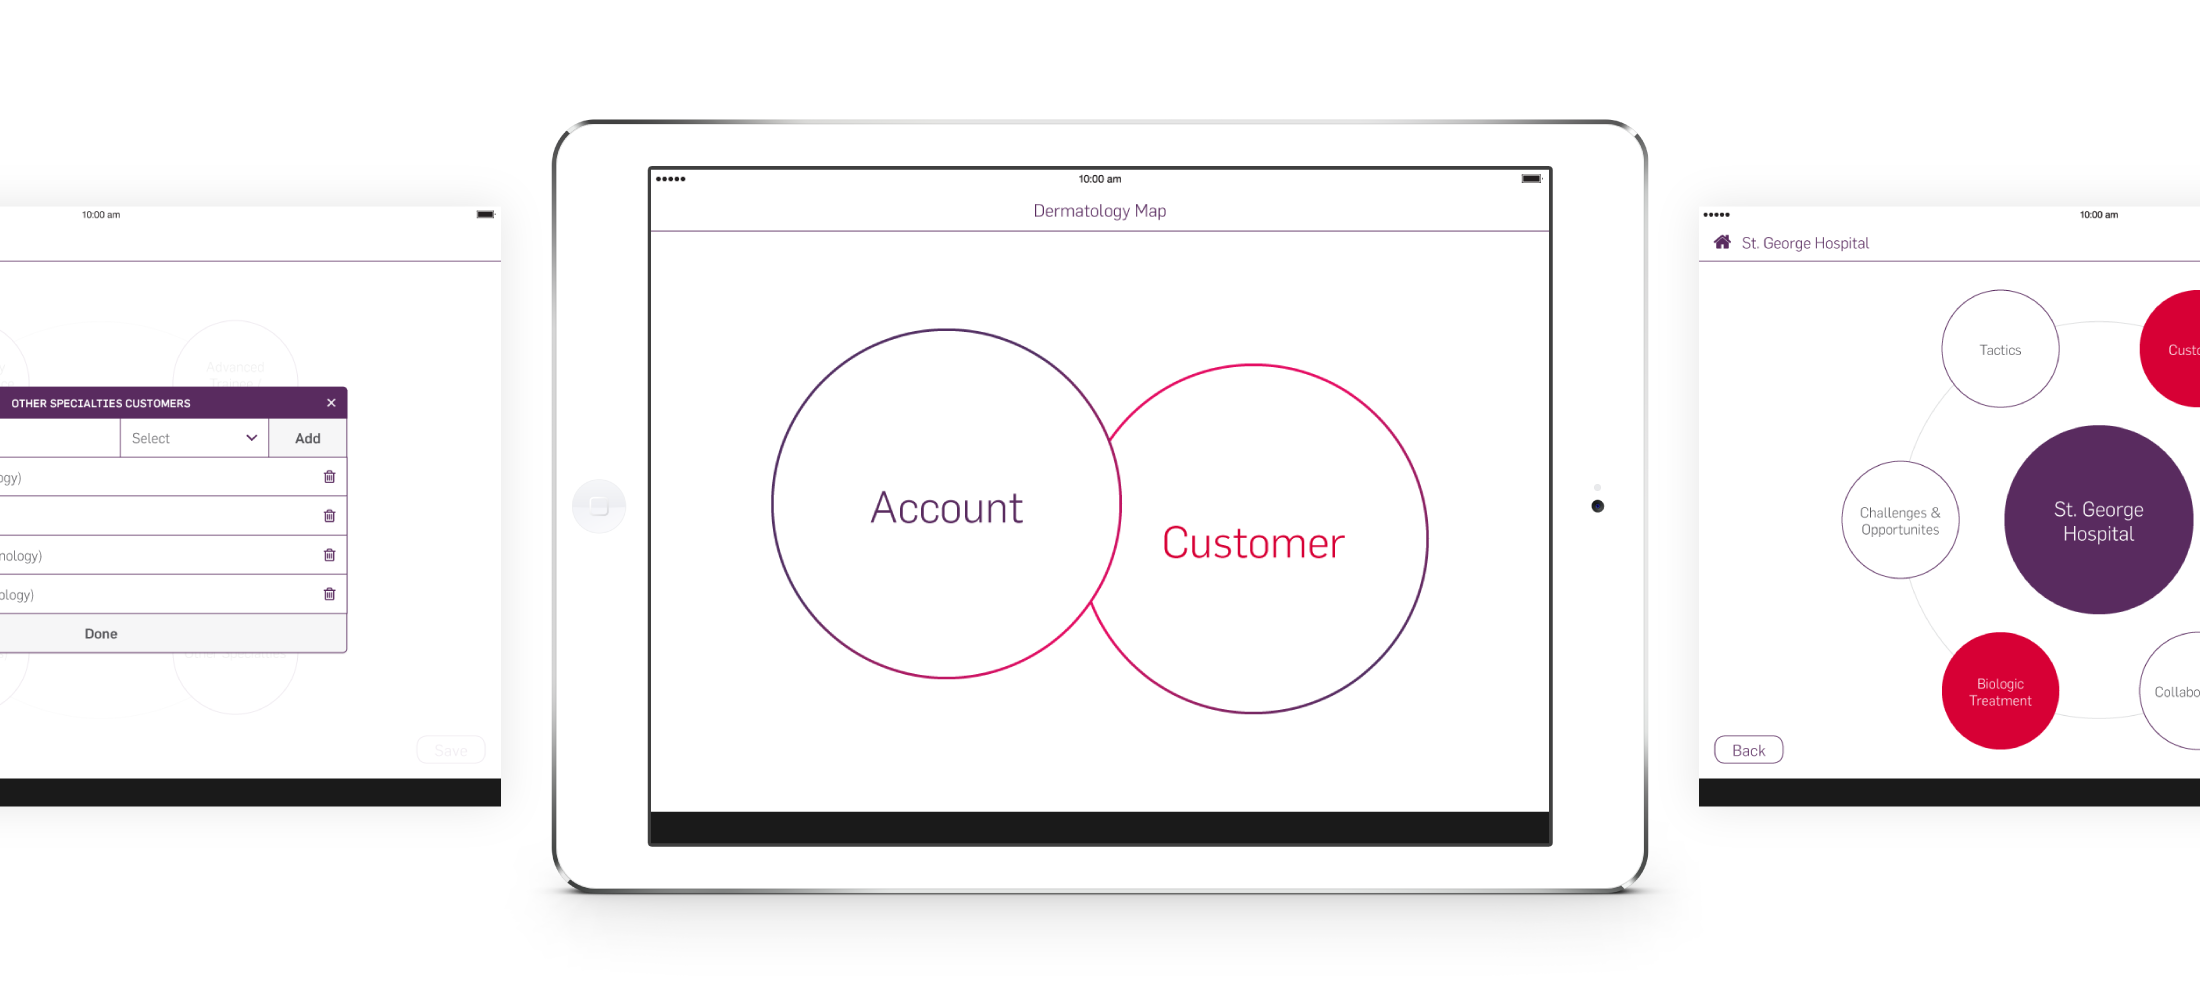 10:00 am
Advanced
OTHER SPECIALTIES CUSTOMERS
Select
Add
ogy)
nology)
ology)
Done
Save
10:00 am
Dermatology Map
Account
Customer
10:00 am
St. George Hospital
Tactics
Custo
Challenges &
Opportunites
St. George
Hospital
Biologic
Treatment
Collabo
Back